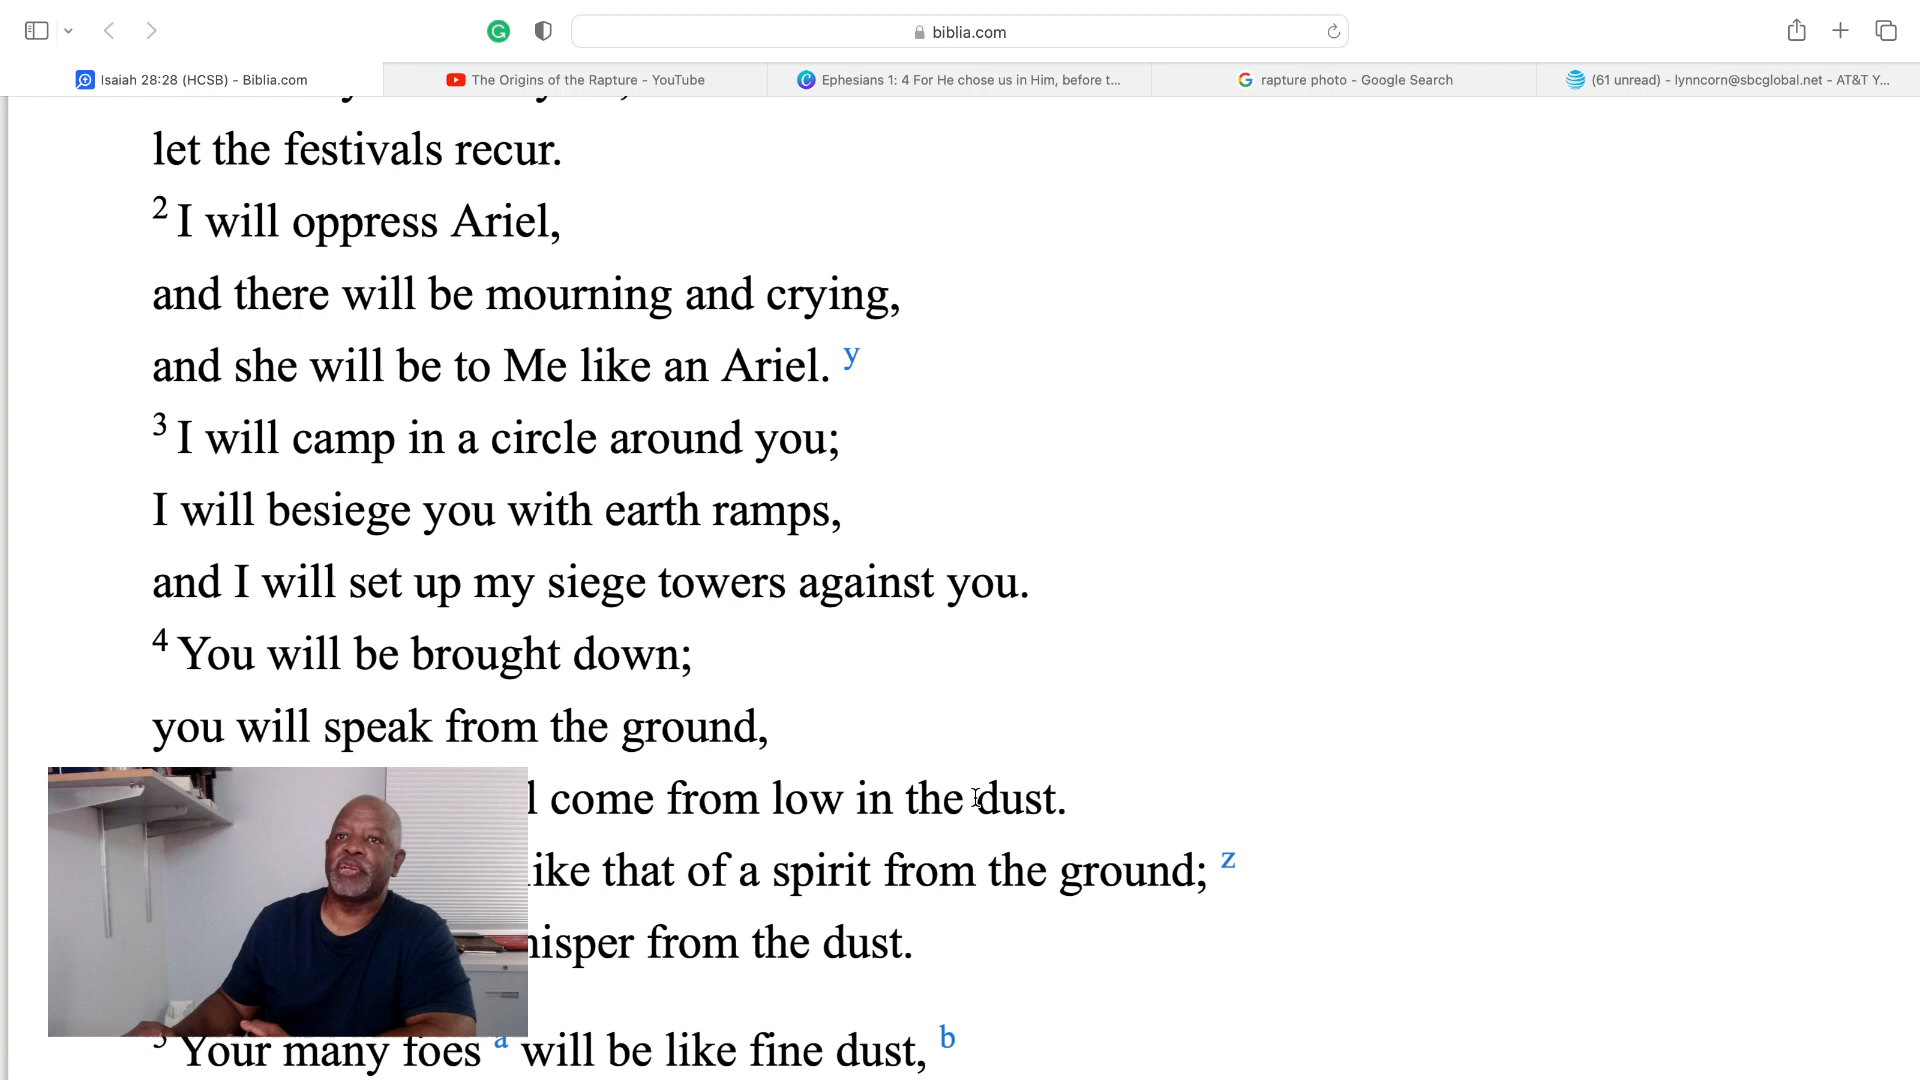 biblia.com
Isaiah 28:28 (HCSB) - Biblia.com
The Origins of the Rapture - YouTube
Ephesians 1: 4 For He chose us in Him, before t...
rapture photo - Google Search
(61 unread) - lynncorn@sbcglobal.net - AT&T Y...
let the festivals recur.
2 I will oppress Ariel,
and there will be mourning and crying,
and she will be to Me like an Ariel. y
3 I will camp in a circle around you;
I will besiege you with earth ramps,
and I will set up my siege towers against you.
4 You will be brought down;
you will speak from the ground,
come from low in the dust.
that of a spirit from the ground; z
from the dust.
5 Your many foes a will be like fine dust, b